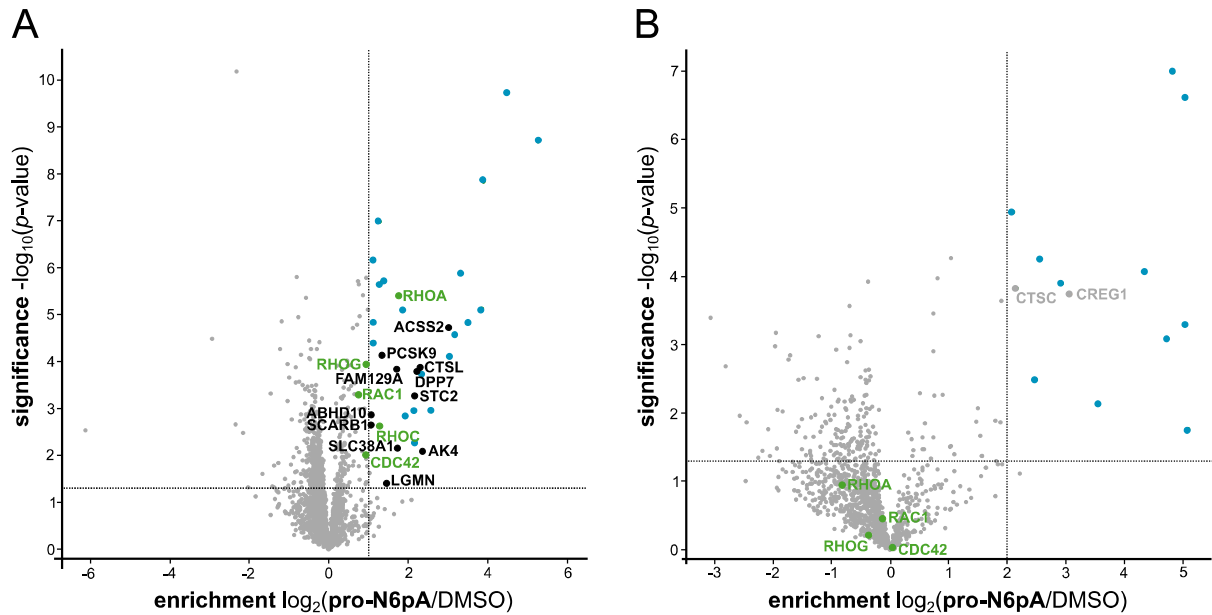 A
significance -log10(p-value)
10
9
8
7
6
5
4
3
2
1
0
RHOA
ACSS2
PCSK9
RHOG
CTSL
FAM129A
DPP7
RAC1
STC2
ABHD10
SCARB1
RHOC
SLC38A1
AK4
CDC42
LGMN
-6
-4
-2
0
2
4
6
enrichment log2(pro-N6pA/DMSO)
B
significance -log10(p-value)
7
6
5
4
3
2
1
0
CTSC
CREG1
RHOA
RAC1
RHOG
CDC42
-3
-2
-1
0
1
2
3
4
5
enrichment log2(pro-N6pA/DMSO)